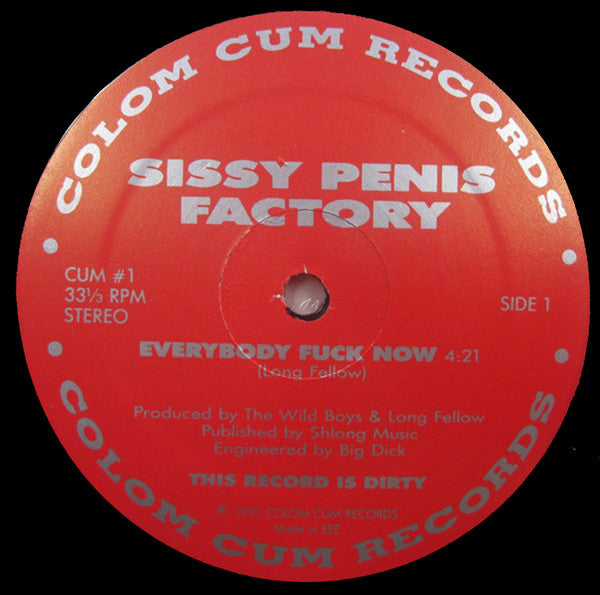 COLOM CUM RECORDS
SISSY PENIS
FACTORY
CUM #1
33⅓ RPM
STEREO
SIDE 1
EVERYBODY FUCK NOW 4:21
(Long Fellow)
Produced by The Wild Boys & Long Fellow
Published by Shlong Music
Engineered by Big Dick
THIS RECORD IS DIRTY
℗ 1991 COLOM CUM RECORDS
Made in EEC
COLOM CUM RECORDS